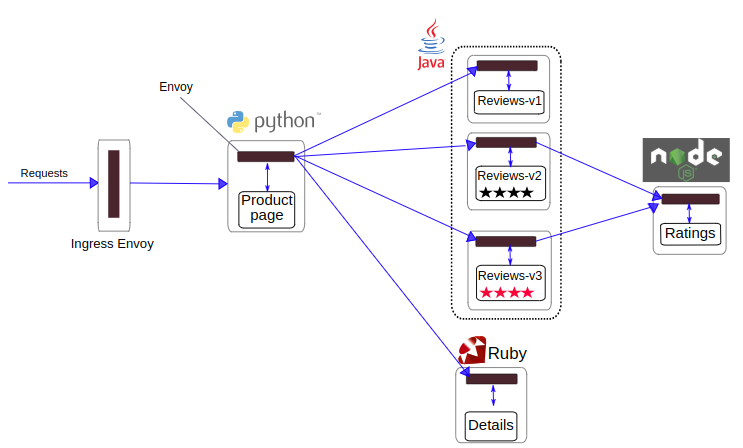 Java
Envoy
python™
Reviews-v1
node
JS
Requests
Reviews-v2
Product
page
Ratings
Ingress Envoy
Reviews-v3
Ruby
Details